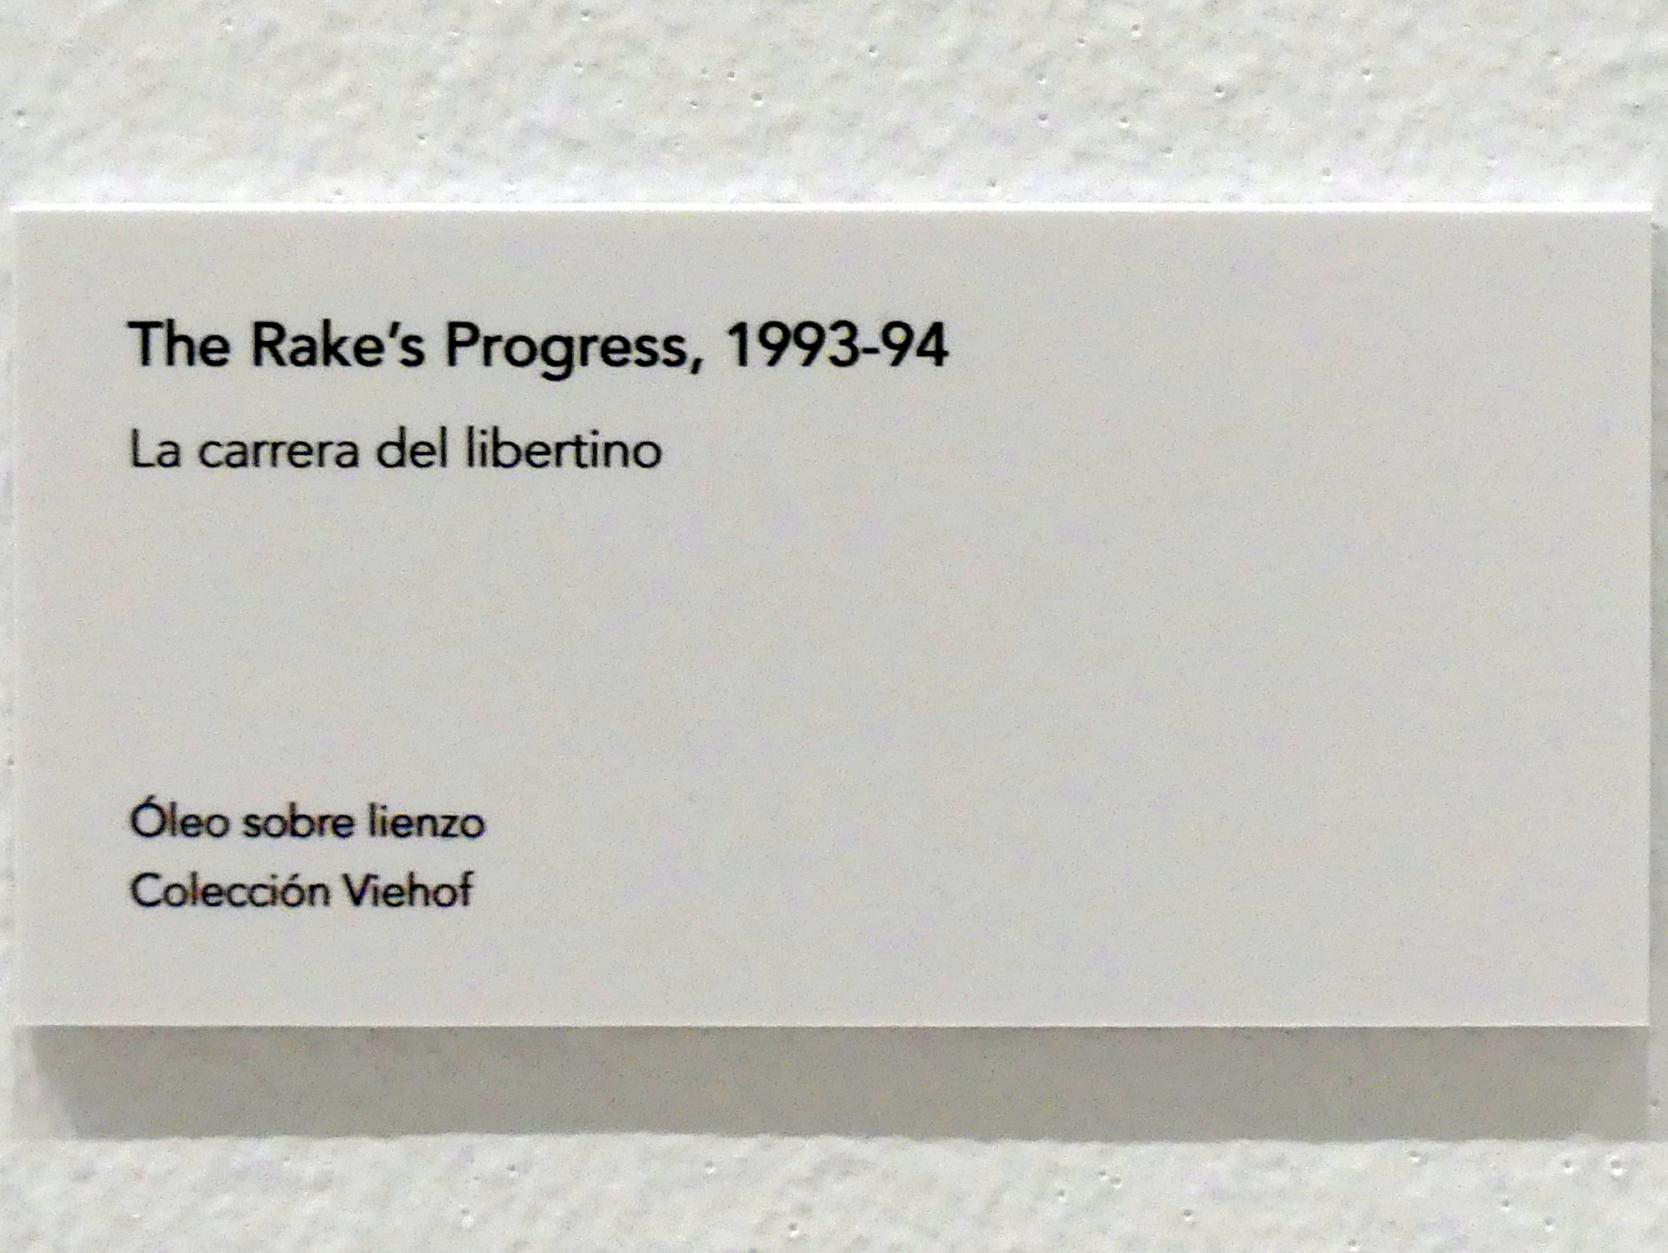 The Rake’s Progress, 1993-94
La carrera del libertino
Óleo sobre lienzo
Colección Viehof